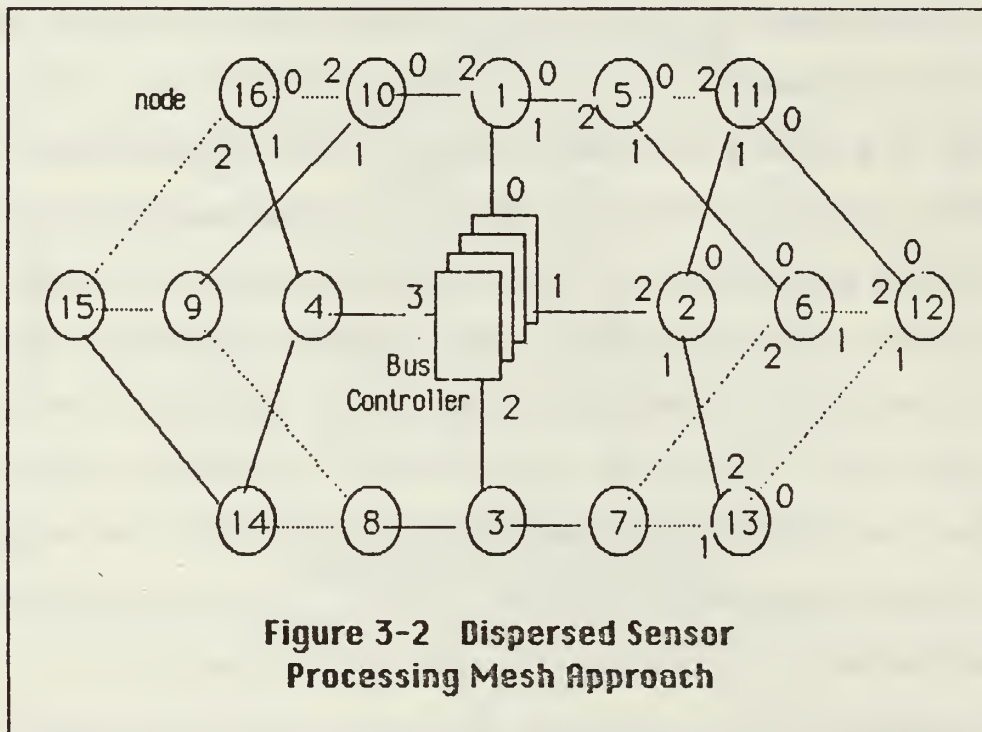 0 2 0 2 0 0 2
node 16 10 1 5 11
2 1 1 1 2 1 1 0
0
0 0 0
15 9 4 3 1 2 2 6 2 12
Bus 1 2 1 1
Controller 2
2 0
14 8 3 7 1 13
Figure 3-2 Dispersed Sensor
Processing Mesh Approach